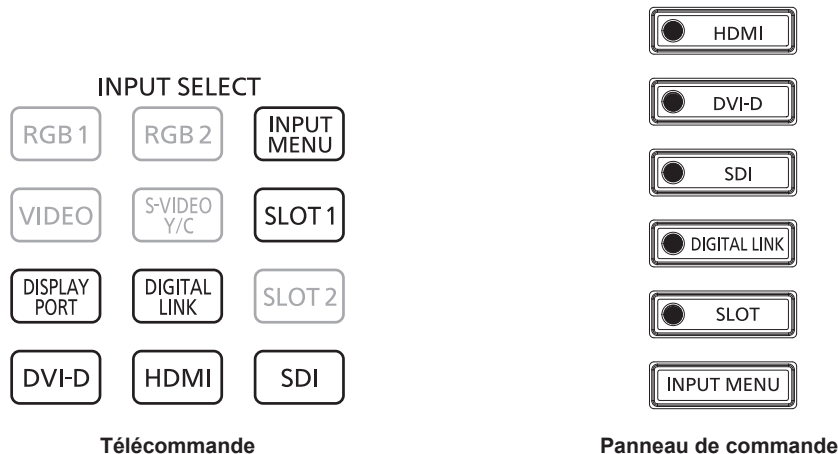 INPUT SELECT
RGB 1
RGB 2
INPUT
MENU
VIDEO
S-VIDEO
Y/C
SLOT 1
DISPLAY
PORT
DIGITAL
LINK
SLOT 2
DVI-D
HDMI
SDI
Télécommande
HDMI
DVI-D
SDI
DIGITAL LINK
SLOT
INPUT MENU
Panneau de commande